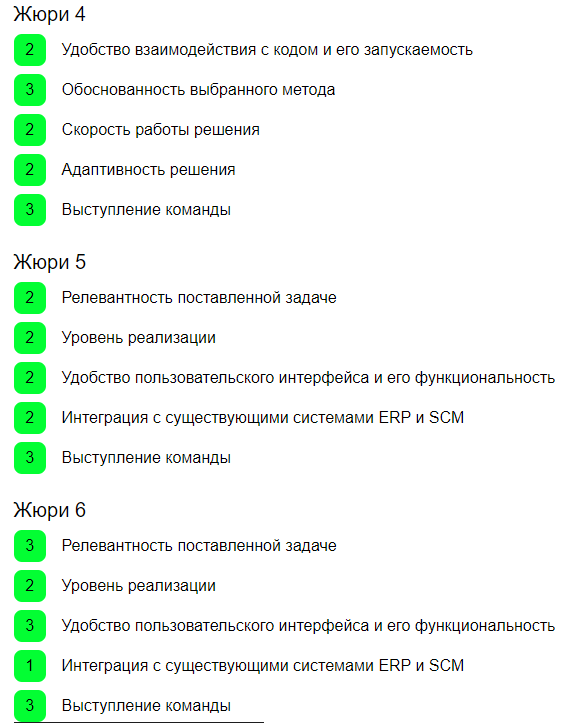 Жюри 4
2 Удобство взаимодействия с кодом и его запускаемость
3 Обоснованность выбранного метода
2 Скорость работы решения
2 Адаптивность решения
3 Выступление команды
Жюри 5
2 Релевантность поставленной задаче
2 Уровень реализации
2 Удобство пользовательского интерфейса и его функциональность
2 Интеграция с существующими системами ERP и SCM
3 Выступление команды
Жюри 6
3 Релевантность поставленной задаче
2 Уровень реализации
3 Удобство пользовательского интерфейса и его функциональность
1 Интеграция с существующими системами ERP и SCM
3 Выступление команды